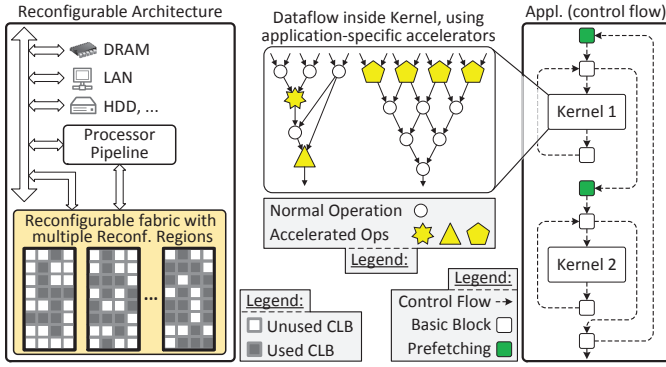 Reconfigurable Architecture
DRAM
LAN
HDD, ...
Processor
Pipeline
Reconfigurable fabric with
multiple Reconf. Regions
...
Dataflow inside Kernel, using
application-specific accelerators
Normal Operation
Accelerated Ops
Legend:
Legend:
Unused CLB
Used CLB
Legend:
Control Flow
Basic Block
Prefetching
Appl. (control flow)
Kernel 1
Kernel 2